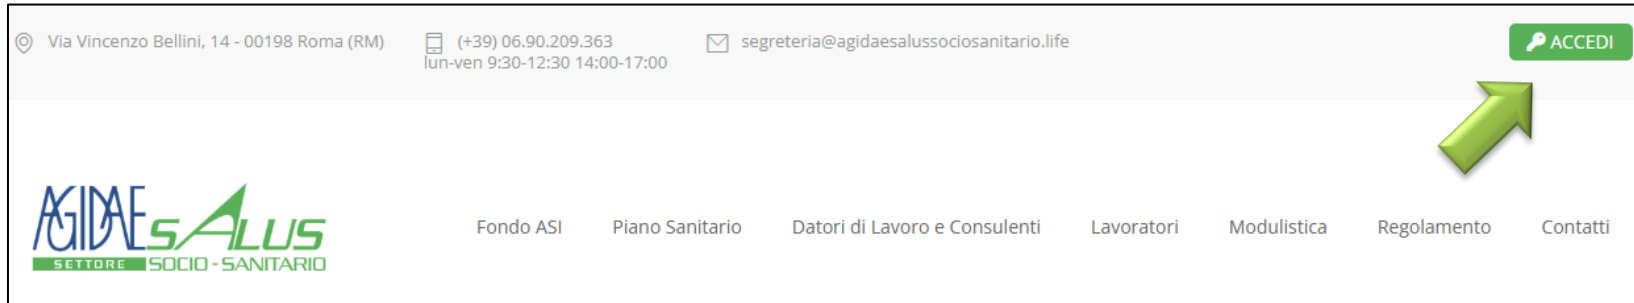 Via Vincenzo Bellini, 14 - 00198 Roma (RM)
(+39) 06.90.209.363
lun-ven 9:30-12:30 14:00-17:00
segreteria@agidaesalussociosanitario.life
ACCEDI
AGIDAE SALUS
SETTORE SOCIO-SANITARIO
Fondo ASI
Piano Sanitario
Datori di Lavoro e Consulenti
Lavoratori
Modulistica
Regolamento
Contatti